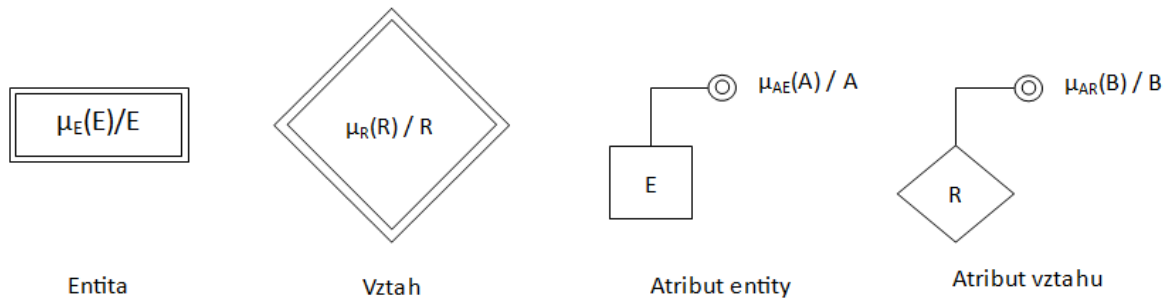 μE(E)/E
μR(R) / R
μAE(A) / A
E
μAR(B) / B
R
Entita
Vztah
Atribut entity
Atribut vztahu